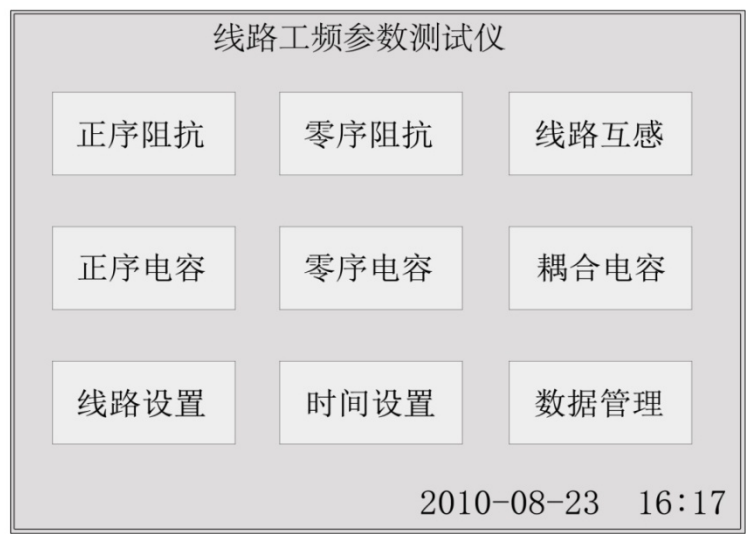 线路工频参数测试仪
正序阻抗 零序阻抗 线路互感
正序电容 零序电容 耦合电容
线路设置 时间设置 数据管理
2010-08-23 16:17